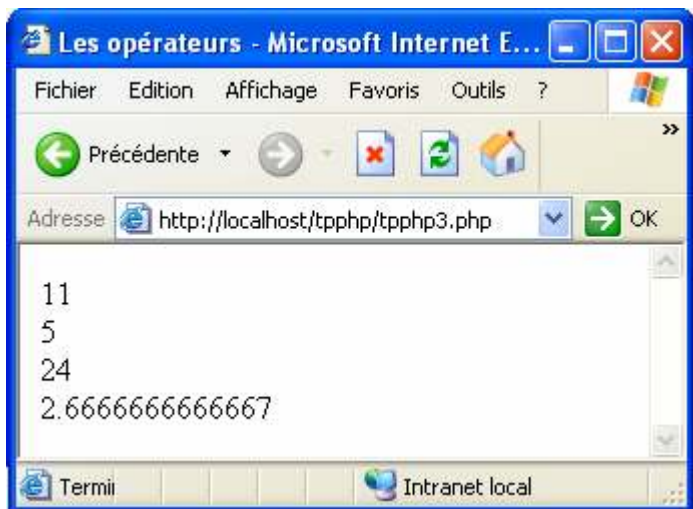 Les opérateurs - Microsoft Internet E...
Fichier Edition Affichage Favoris Outils ?
Précédente »
Adresse http://localhost/tpphp/tpphp3.php OK
11
5
24
2.6666666666667
Termi Intranet local